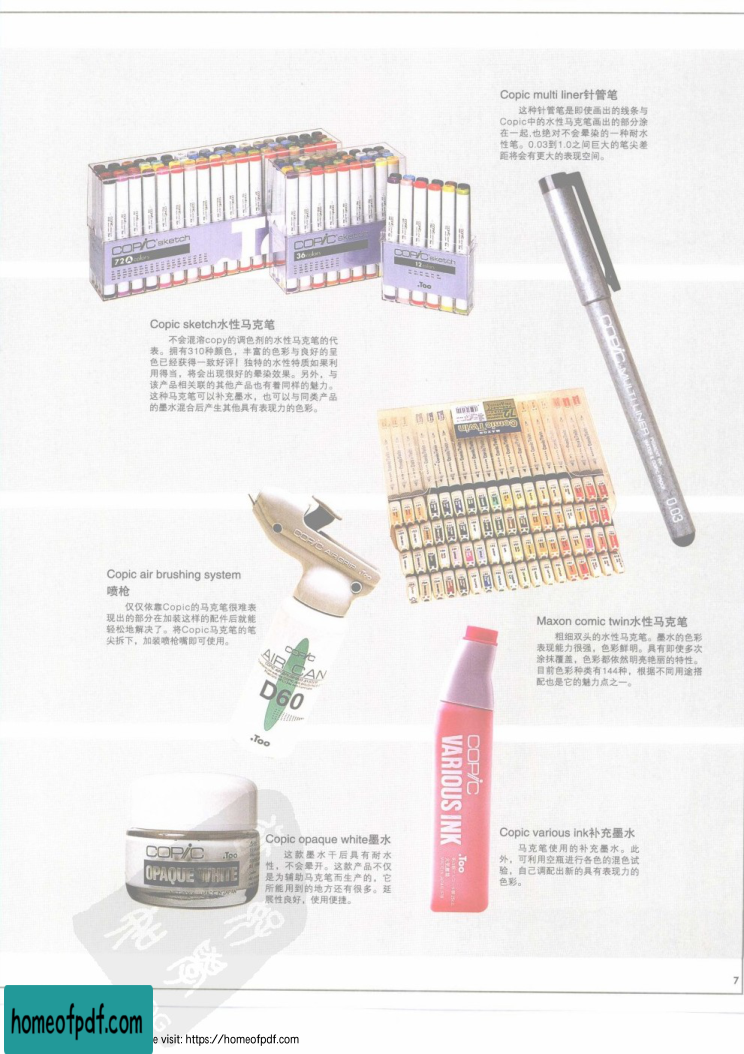 Copic multi liner针管笔
这种针管笔是即使画出的线条与
Copic中的水性马克笔画出的部分涂
在一起,也绝对不会晕染的一种耐水
性笔。0.03到1.0之间巨大的笔尖差
距将会有更大的表现空间。
COPIC sketch
72 A colors
COPIC sketch
36 colors
COPIC sketch
12
.Too
Copic sketch水性马克笔
不会混溶copy的调色剂的水性马克笔的代
表。拥有310种颜色，丰富的色彩与良好的呈
色已经获得一致好评！独特的水性特质如果利
用得当，将会出现很好的晕染效果。另外，与
该产品相关联的其他产品也有着同样的魅力。
这种马克笔可以补充墨水，也可以与同类产品
的墨水混合后产生其他具有表现力的色彩。
COPIC MULTI LINER
0.03
Comic Twin
Copic air brushing system
喷枪
仅仅依靠Copic的马克笔很难表
现出的部分在加装这样的配件后就能
轻松地解决了。将Copic马克笔的笔
尖拆下，加装喷枪嘴即可使用。
COPIC
AIR CAN
D60
.Too
Maxon comic twin水性马克笔
粗细双头的水性马克笔。墨水的色彩
表现能力很强，色彩鲜明。具有即使多次
涂抹覆盖，色彩都依然明亮艳丽的特性。
目前色彩种类有144种，根据不同用途搭
配也是它的魅力点之一。
COPIC
VARIOUS INK
.Too
COPIC
.Too
OPAQUE WHITE
Copic opaque white墨水
这款墨水干后具有耐水
性，不会晕开。这款产品不仅
是为辅助马克笔而生产的，它
所能用到的地方还有很多。延
展性良好，使用便捷。
Copic various ink补充墨水
马克笔使用的补充墨水。此
外，可利用空瓶进行各色的混色试
验，自己调配出新的具有表现力的
色彩。
7
homeofpdf.com
e visit: https://homeofpdf.com